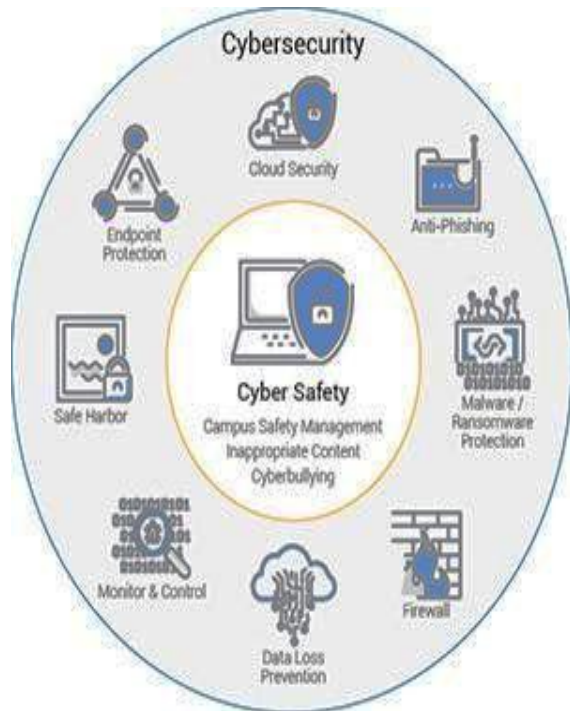 Cybersecurity
Cloud Security
Anti-Phishing
Endpoint
Protection
Malware /
Ransomware
Protection
Safe Harbor
Cyber Safety
Campus Safety Management
Inappropriate Content
Cyberbullying
Monitor & Control
Firewall
Data Loss
Prevention